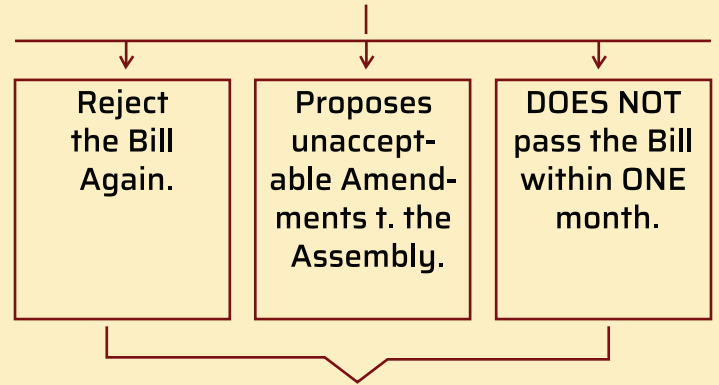 Reject
the Bill
Again.
Proposes
unaccept-
able Amend-
ments t. the
Assembly.
DOES NOT
pass the Bill
within ONE
month.